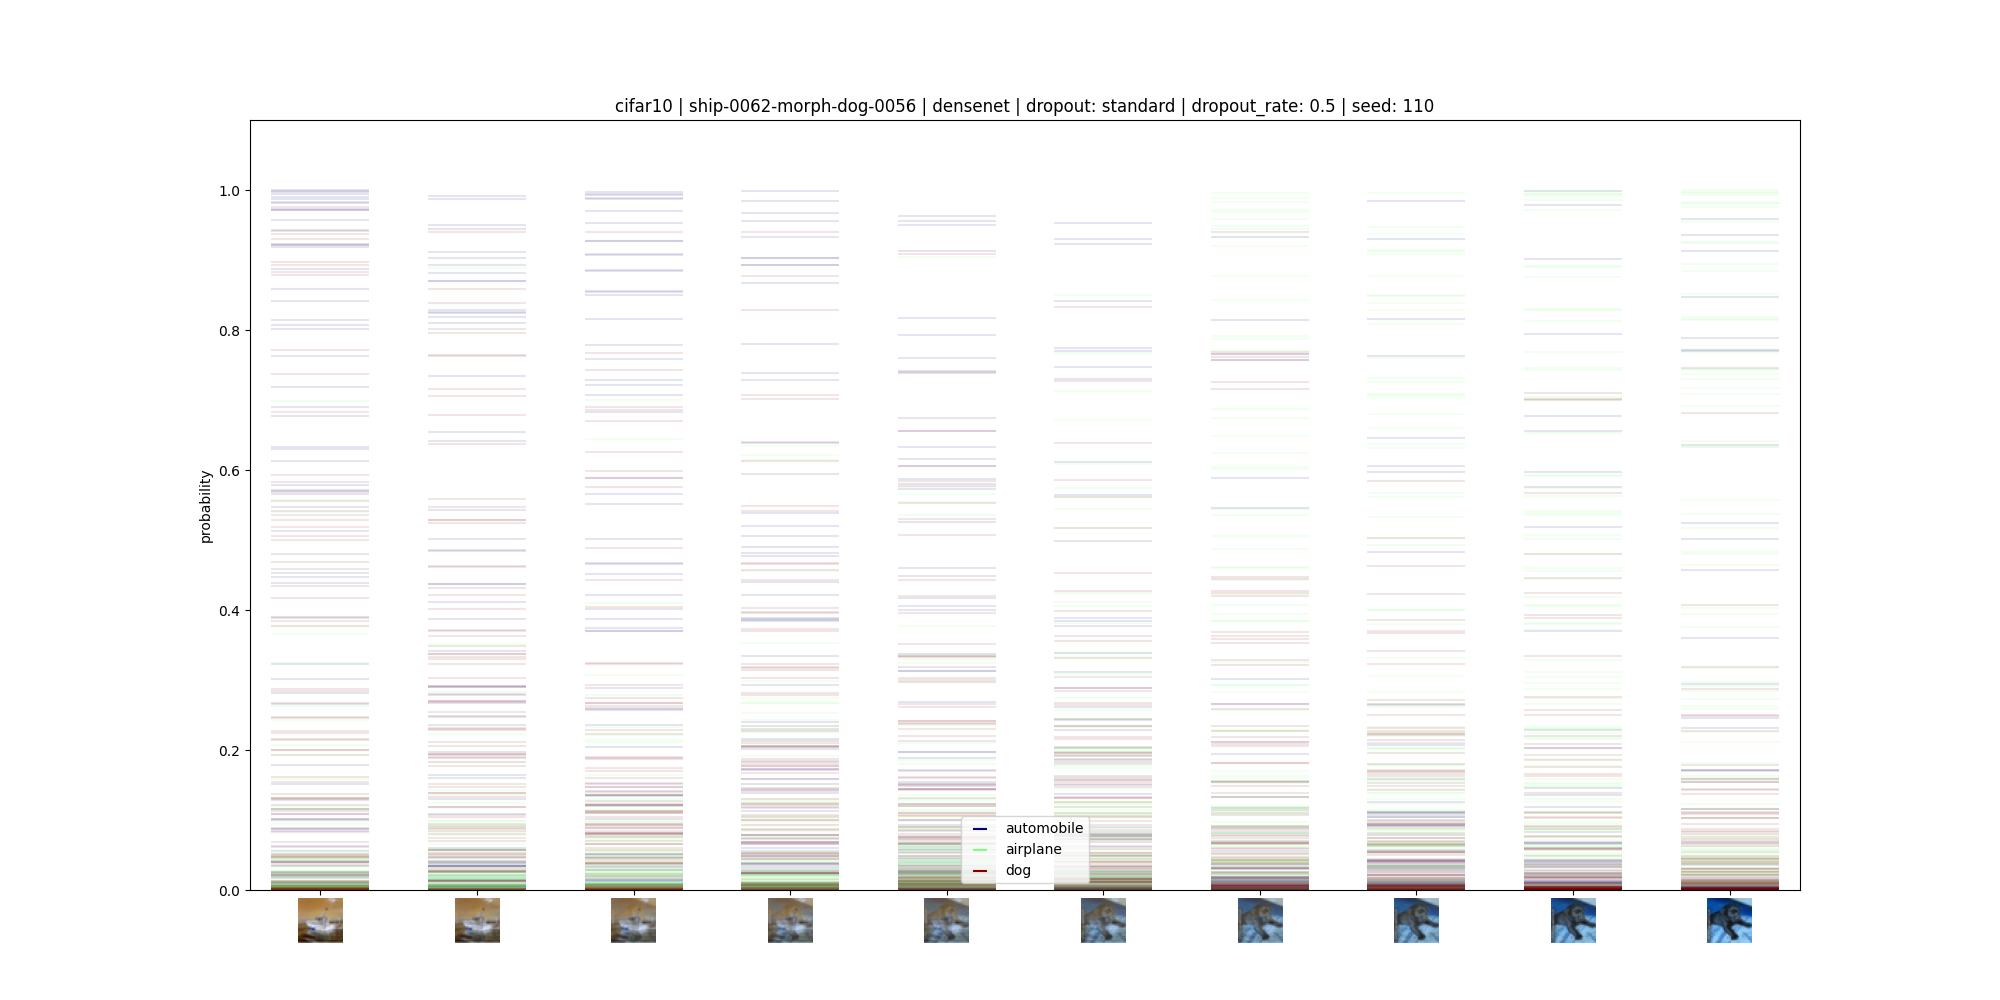 cifar10 | ship-0062-morph-dog-0056 | densenet | dropout: standard | dropout_rate: 0.5 | seed: 110
probability
1.0
0.8
0.6
0.4
0.2
0.0
automobile
airplane
dog